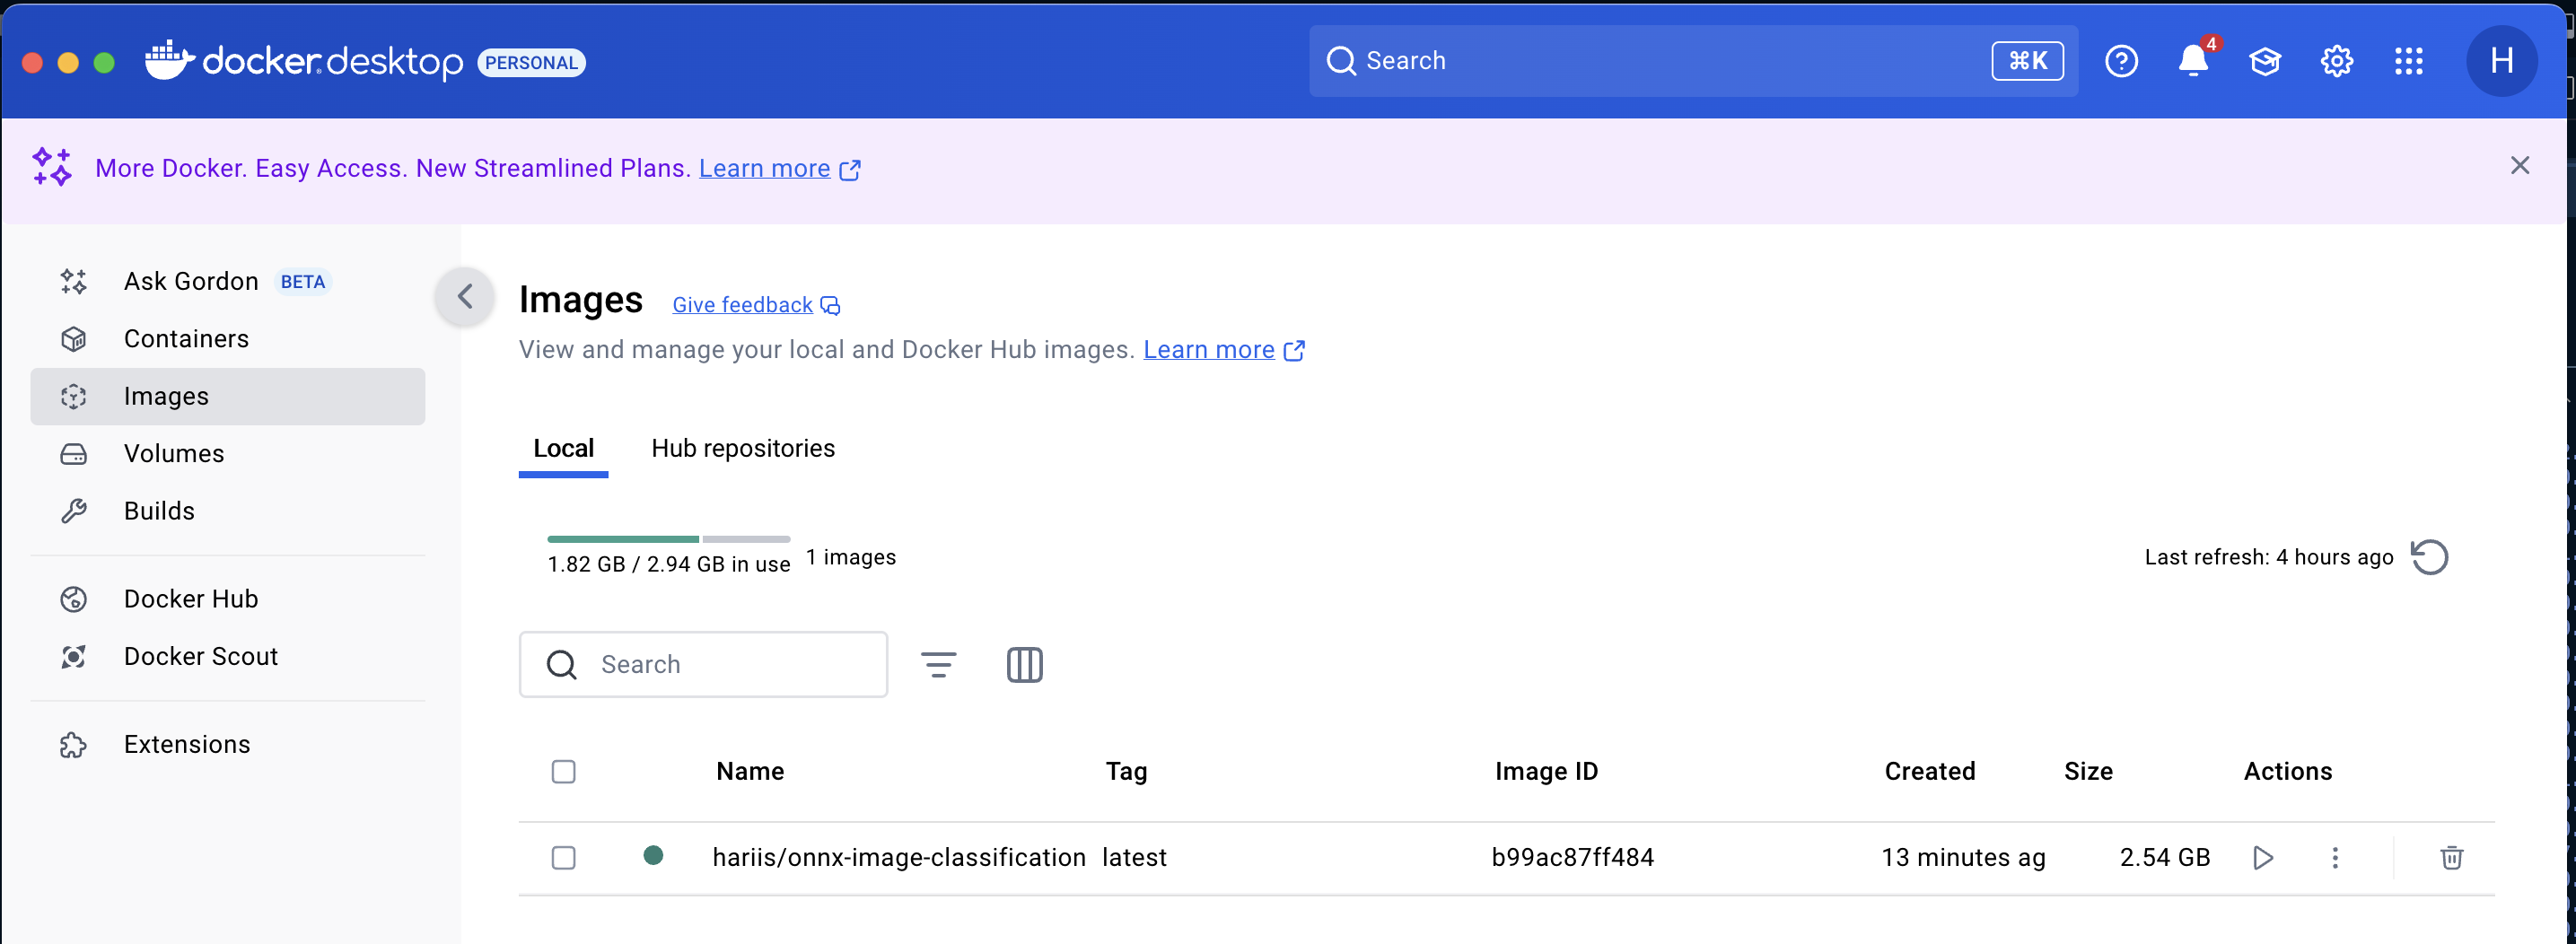 docker desktop PERSONAL
Search ⌘K
4
H
More Docker. Easy Access. New Streamlined Plans. Learn more
Ask Gordon BETA
Containers
Images
Volumes
Builds
Docker Hub
Docker Scout
Extensions
Images Give feedback
View and manage your local and Docker Hub images. Learn more
Local Hub repositories
1.82 GB / 2.94 GB in use 1 images
Last refresh: 4 hours ago
Search
Name Tag Image ID Created Size Actions
hariis/onnx-image-classification latest b99ac87ff484 13 minutes ag 2.54 GB